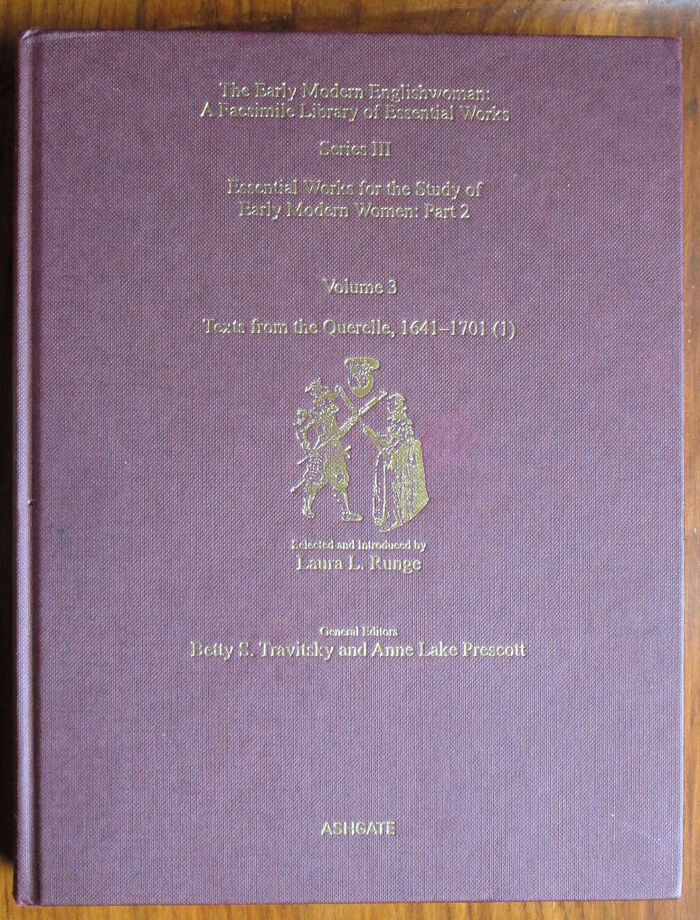 The Early Modern Englishwoman:
A Facsimile Library of Essential Works
Series III
Essential Works for the Study of
Early Modern Women: Part 2
Volume 3
Texts from the Querelle, 1641–1701 (1)
Selected and Introduced by
Laura L. Runge
General Editors
Betty S. Travitsky and Anne Lake Prescott
ASHGATE